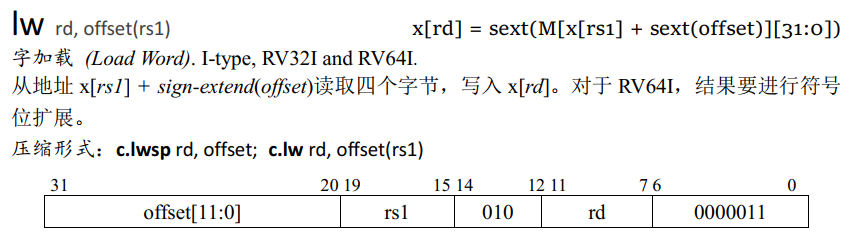 lw rd, offset(rs1) x[rd] = sext(M[x[rs1] + sext(offset)][31:0])
字加载 (Load Word). I-type, RV32I and RV64I.
从地址 x[rs1] + sign-extend(offset)读取四个字节，写入 x[rd]。对于 RV64I，结果要进行符号
位扩展。
压缩形式：c.lwsp rd, offset; c.lw rd, offset(rs1)
31 20 19 15 14 12 11 7 6 0
offset[11:0] rs1 010 rd 0000011